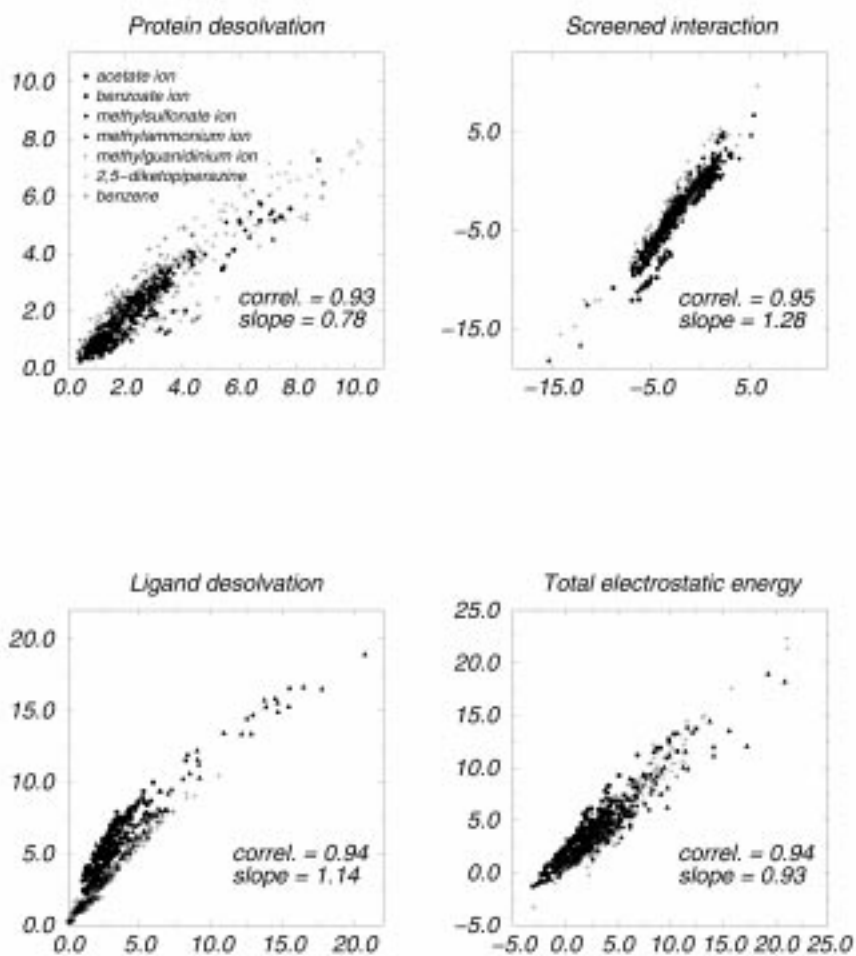 Protein desolvation
10.0
8.0
6.0
4.0
2.0
0.0
acetate ion
benzoate ion
methylsulfonate ion
methylammonium ion
methylguanidinium ion
2,5-diketopiperazine
benzene
correl. = 0.93
slope = 0.78
0.0 2.0 4.0 6.0 8.0 10.0
Screened interaction
5.0
-5.0
-15.0
correl. = 0.95
slope = 1.28
-15.0 -5.0 5.0
Ligand desolvation
20.0
15.0
10.0
5.0
0.0
correl. = 0.94
slope = 1.14
0.0 5.0 10.0 15.0 20.0
Total electrostatic energy
25.0
20.0
15.0
10.0
5.0
0.0
-5.0
correl. = 0.94
slope = 0.93
-5.0 0.0 5.0 10.0 15.0 20.0 25.0